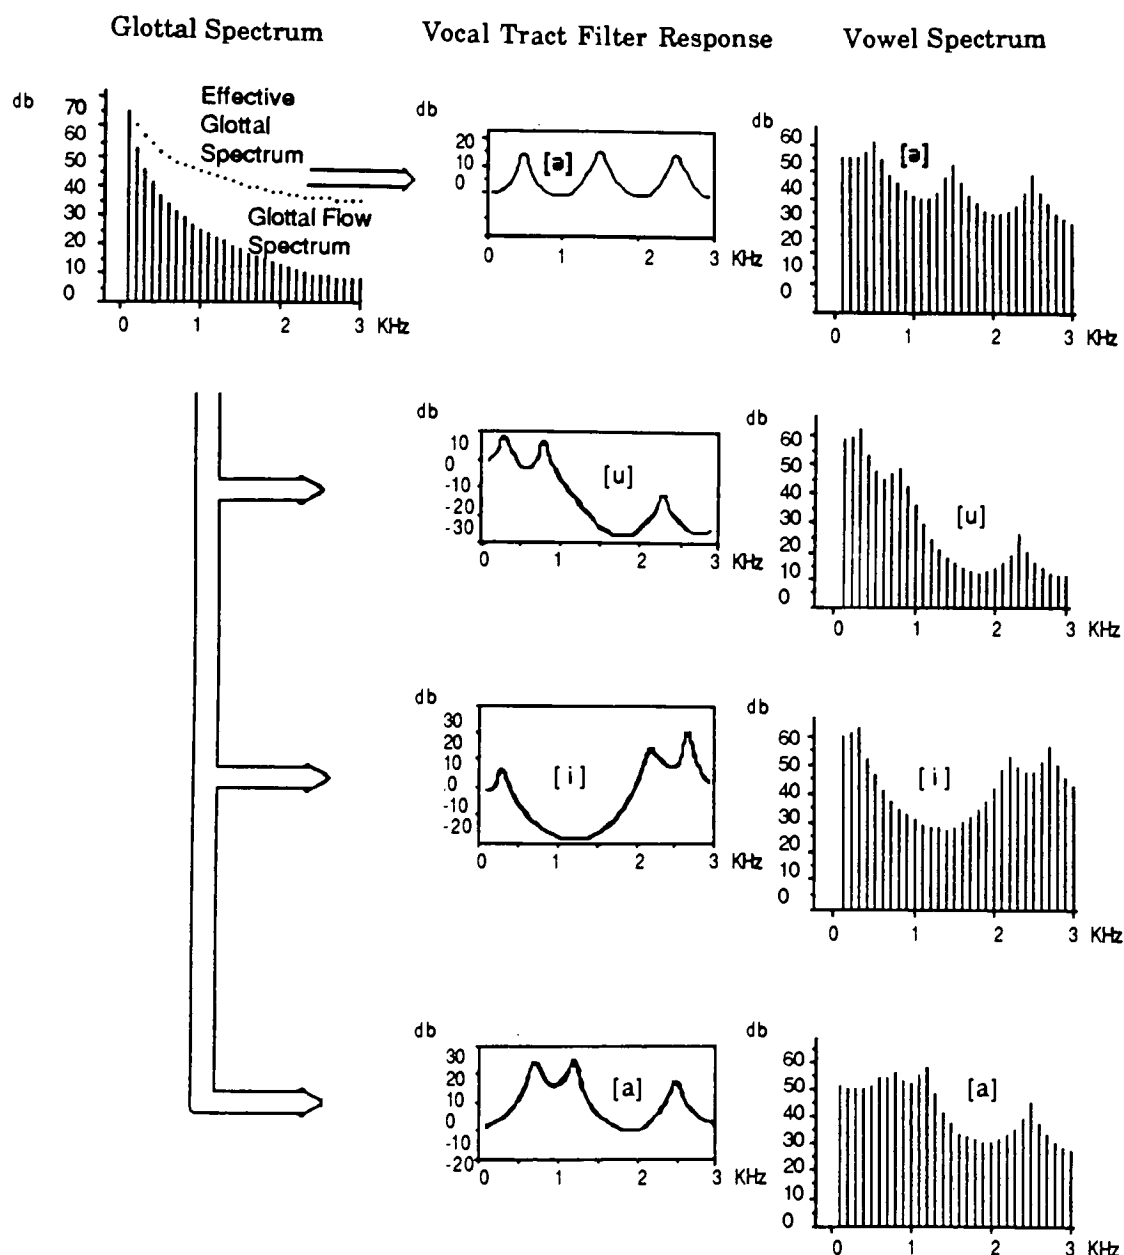 Glottal Spectrum
Vocal Tract Filter Response
Vowel Spectrum
db
70
60
50
40
30
20
10
0
Effective
Glottal
Spectrum
Glottal Flow
Spectrum
0 1 2 3 KHz
db
20
10
0
[ə]
0 1 2 3 KHz
db
60
50
40
30
20
10
0
[ə]
0 1 2 3 KHz
db
10
0
-10
-20
-30
[u]
0 1 2 3 KHz
db
60
50
40
30
20
10
0
[u]
0 1 2 3 KHz
db
30
20
10
.0
-10
-20
[i]
0 1 2 3 KHz
db
60
50
40
30
20
10
0
[i]
0 1 2 3 KHz
db
30
20
10
0
-10
-20
[a]
0 1 2 3 KHz
db
60
50
40
30
20
10
0
[a]
0 1 2 3 KHz